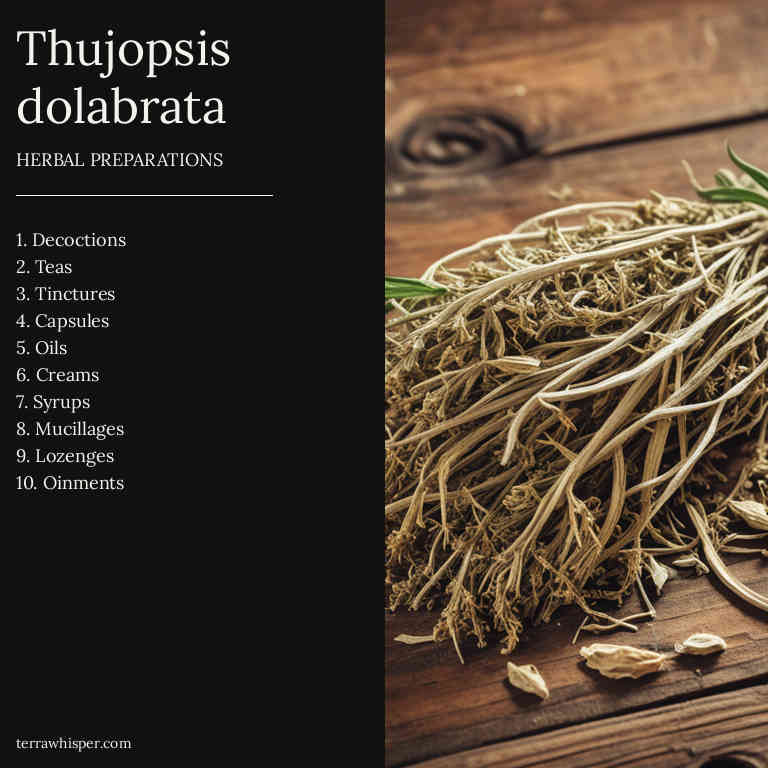 Thujopsis
dolabrata
HERBAL PREPARATIONS
1. Decoctions
2. Teas
3. Tinctures
4. Capsules
5. Oils
6. Creams
7. Syrups
8. Mucillages
9. Lozenges
10. Oinments
terrawhisper.com